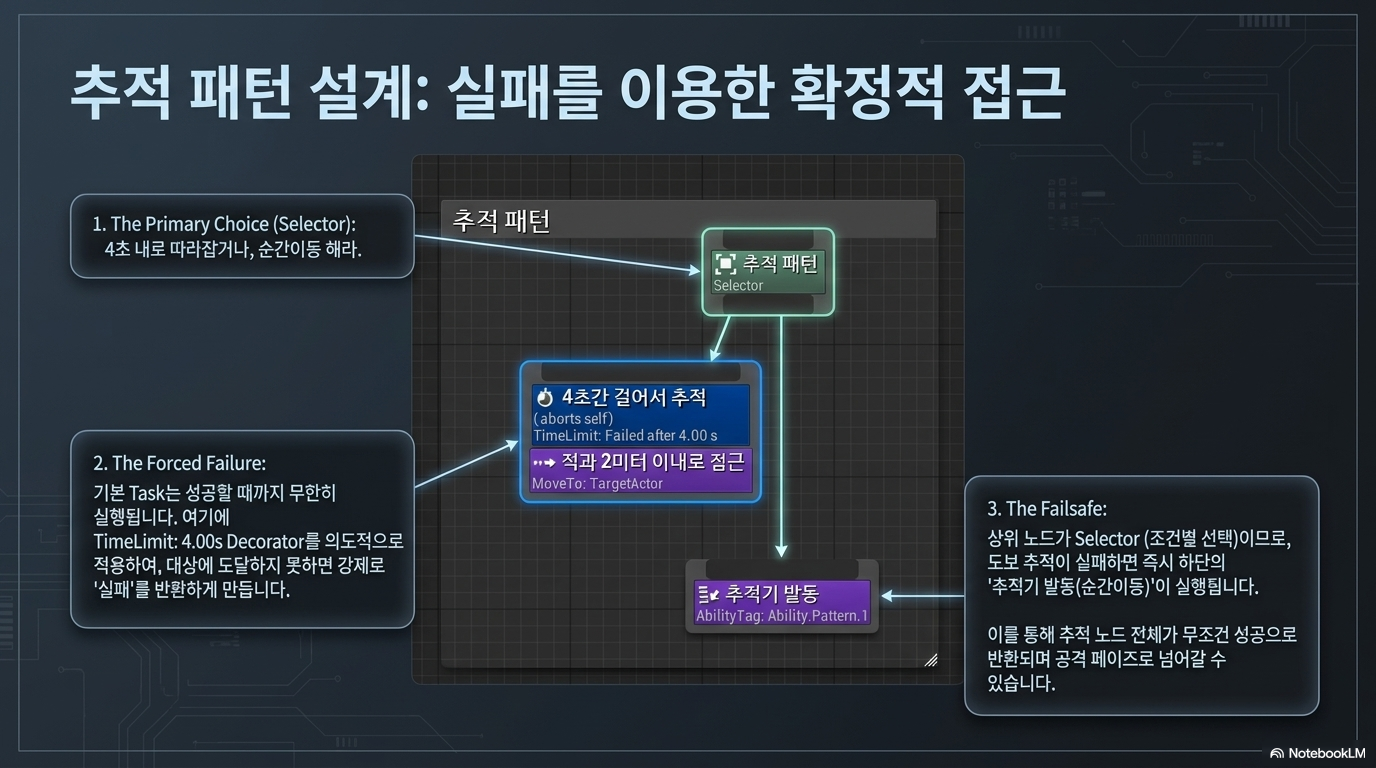 추적 패턴 설계: 실패를 이용한 확정적 접근
1. The Primary Choice (Selector):
4초 내로 따라잡거나, 순간이동 해라.
추적 패턴
추적 패턴
Selector
4초간 걸어서 추적
(aborts self)
TimeLimit: Failed after 4.00 s
적과 2미터 이내로 접근
MoveTo: TargetActor
2. The Forced Failure:
기본 Task는 성공할 때까지 무한히
실행됩니다. 여기에
TimeLimit: 4.00s Decorator를 의도적으로
적용하여, 대상에 도달하지 못하면 강제로
'실패'를 반환하게 만듭니다.
추적기 발동
AbilityTag: Ability.Pattern.1
3. The Failsafe:
상위 노드가 Selector (조건별 선택)이므로,
도보 추적이 실패하면 즉시 하단의
'추적기 발동(순간이동)'이 실행됩니다.
이를 통해 추적 노드 전체가 무조건 성공으로
반환되며 공격 페이즈로 넘어갈 수
있습니다.
NotebookLM